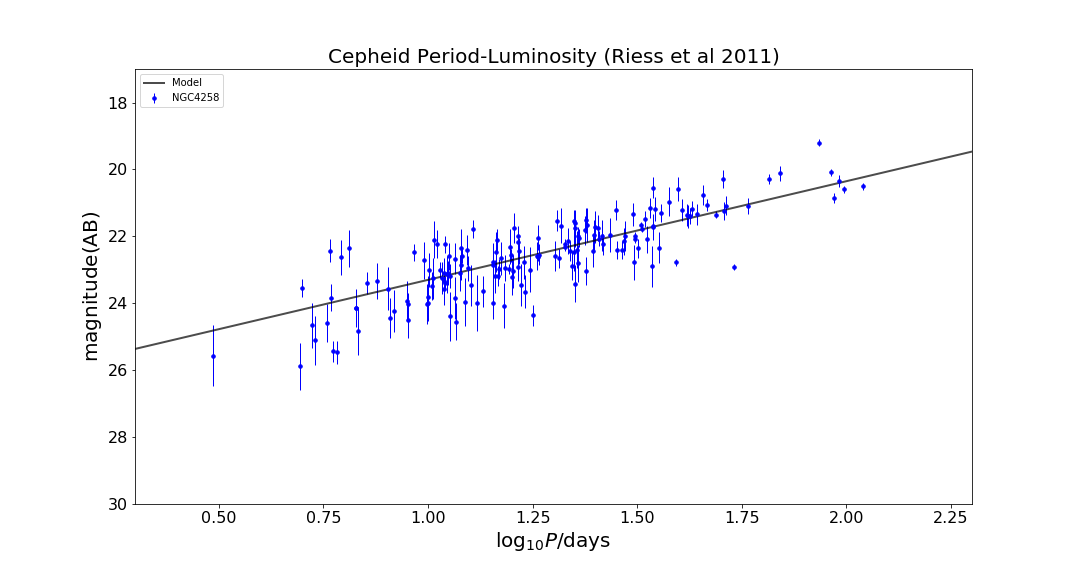 Cepheid Period-Luminosity (Riess et al 2011)
Model
NGC4258
magnitude(AB)
18
20
22
24
26
28
30
0.50 0.75 1.00 1.25 1.50 1.75 2.00 2.25
log₁₀P/days